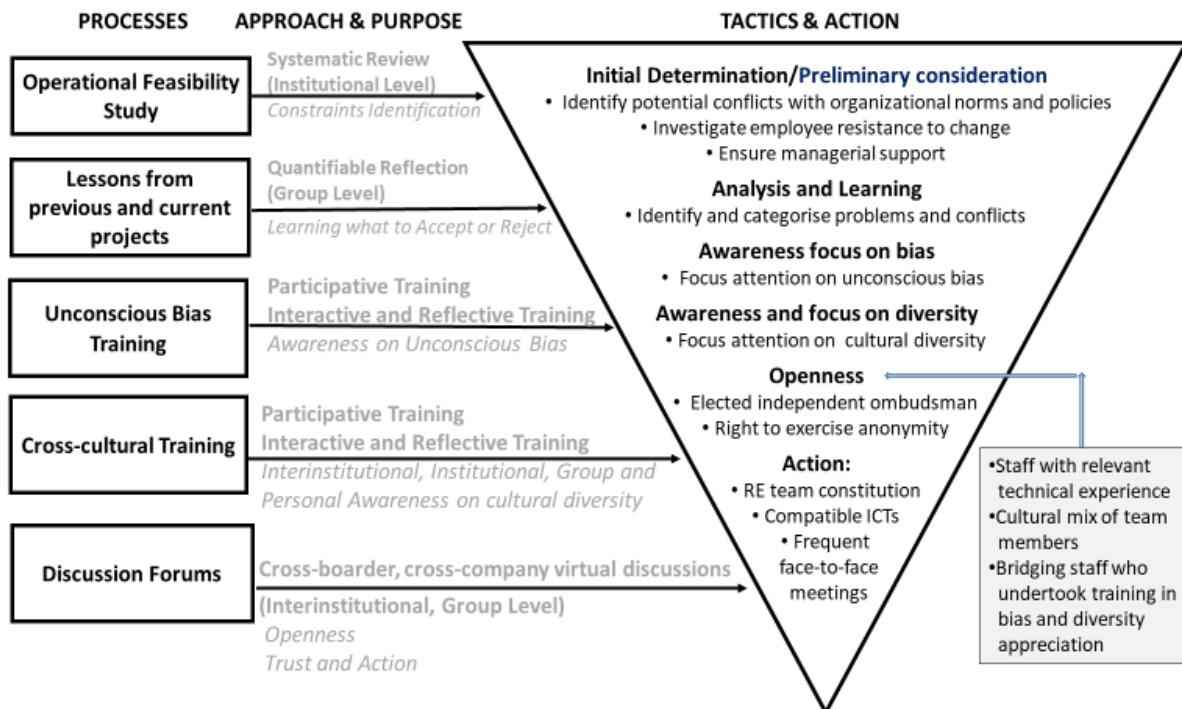 PROCESSES
APPROACH & PURPOSE
TACTICS & ACTION
Operational Feasibility
Study
Systematic Review
(Institutional Level)
Constraints Identification
Initial Determination/Preliminary consideration
• Identify potential conflicts with organizational norms and policies
• Investigate employee resistance to change
• Ensure managerial support
Lessons from
previous and current
projects
Quantifiable Reflection
(Group Level)
Learning what to Accept or Reject
Analysis and Learning
• Identify and categorise problems and conflicts
Awareness focus on bias
• Focus attention on unconscious bias
Unconscious Bias
Training
Participative Training
Interactive and Reflective Training
Awareness on Unconscious Bias
Awareness and focus on diversity
• Focus attention on cultural diversity
Cross-cultural Training
Participative Training
Interactive and Reflective Training
Interinstitutional, Institutional, Group and
Personal Awareness on cultural diversity
Openness
• Elected independent ombudsman
• Right to exercise anonymity
Discussion Forums
Cross-boarder, cross-company virtual discussions
(Interinstitutional, Group Level)
Openness
Trust and Action
Action:
• RE team constitution
• Compatible ICTs
• Frequent
face-to-face
meetings
•Staff with relevant
technical experience
•Cultural mix of team
members
•Bridging staff who
undertook training in
bias and diversity
appreciation